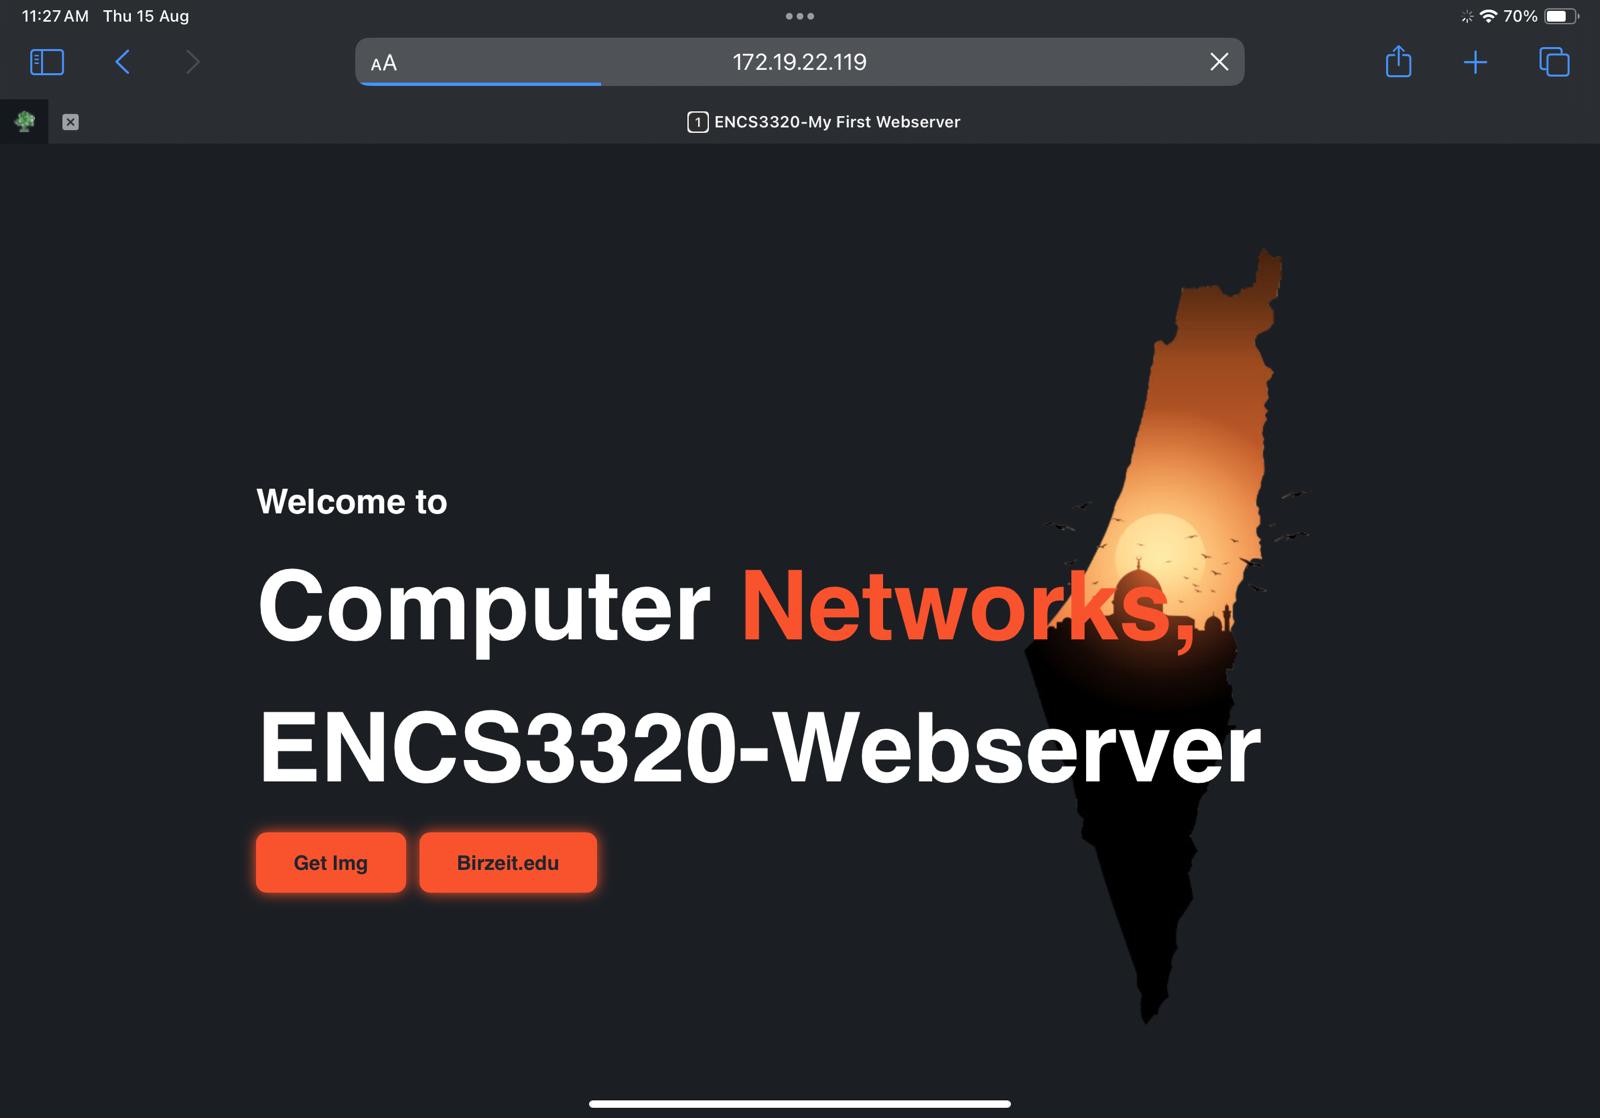 11:27 AM Thu 15 Aug
70%
AA
172.19.22.119
1 ENCS3320-My First Webserver
Welcome to
Computer Networks,
ENCS3320-Webserver
Get Img
Birzeit.edu